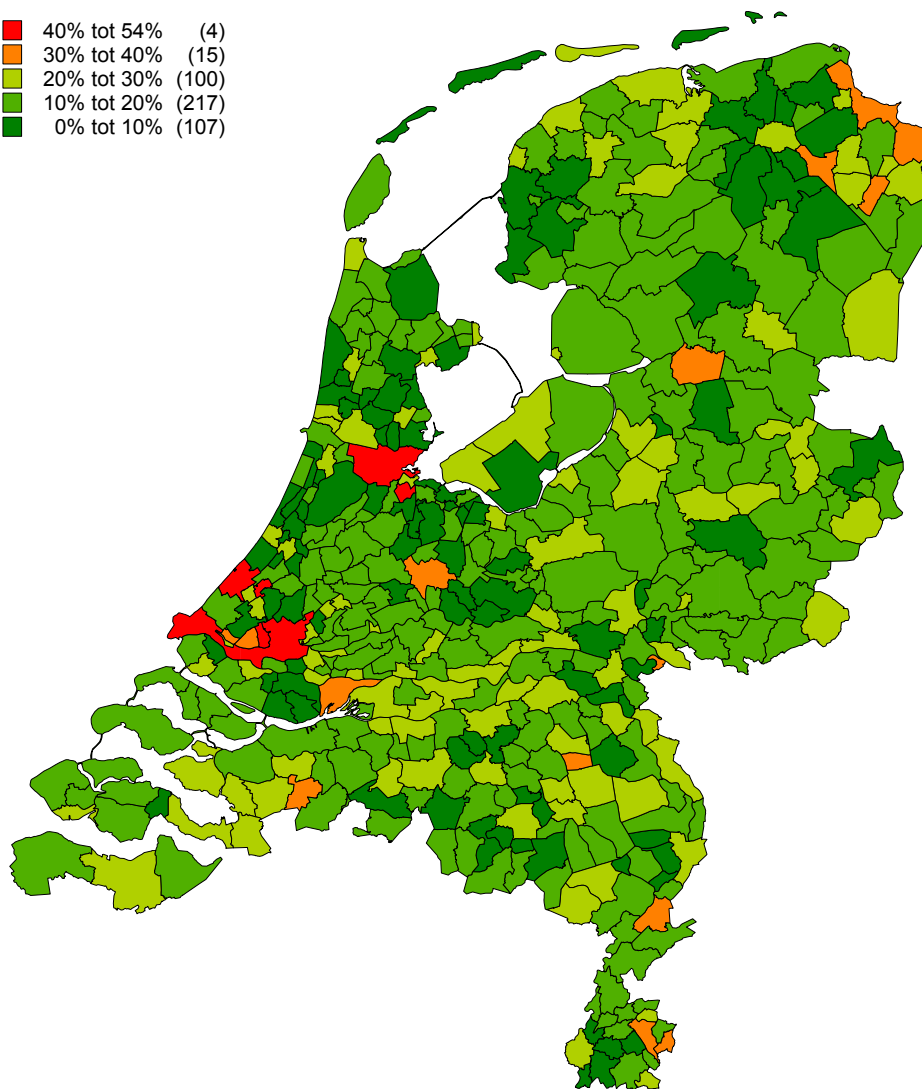 40% tot 54% (4)
30% tot 40% (15)
20% tot 30% (100)
10% tot 20% (217)
0% tot 10% (107)